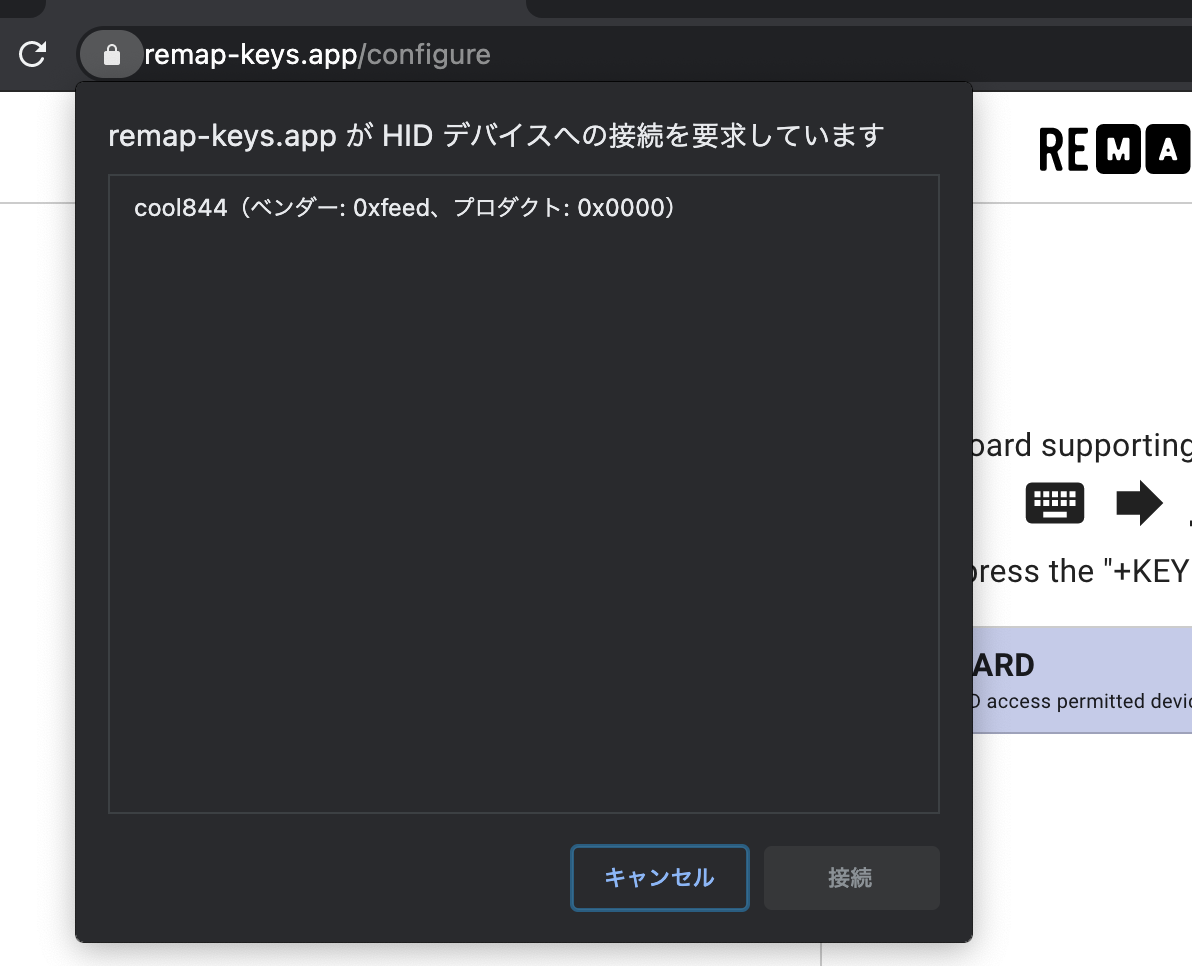 remap-keys.app/configure
remap-keys.app が HID デバイスへの接続を要求しています
cool844（ベンダー: 0xfeed、プロダクト: 0x0000）
キャンセル
接続
REMA
oard supporting
press the "+KEY
ARD
D access permitted devic